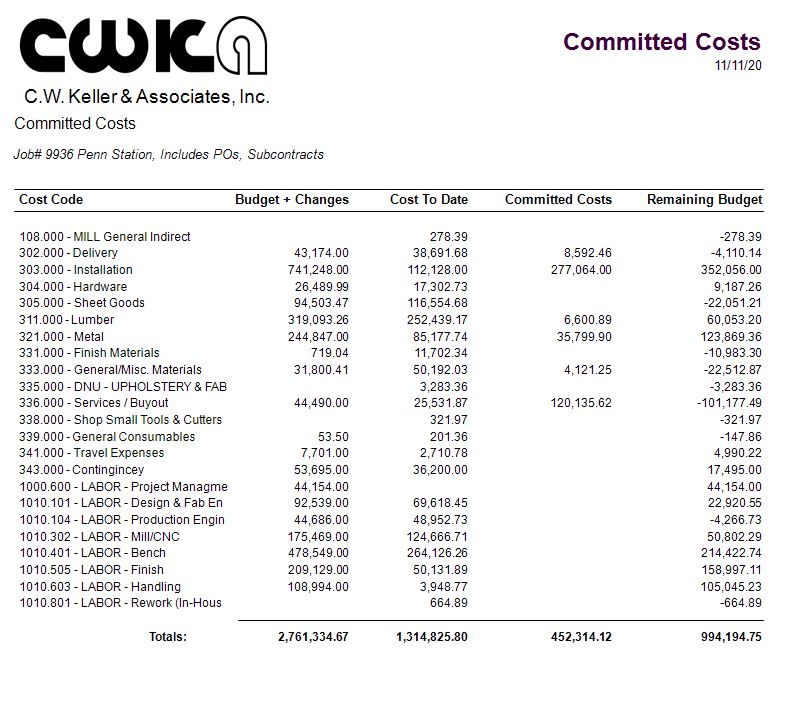 CWKA
Committed Costs
11/11/20
C.W. Keller & Associates, Inc.
Committed Costs
Job# 9936 Penn Station, Includes POs, Subcontracts
Cost Code Budget + Changes Cost To Date Committed Costs Remaining Budget
108.000 - MILL General Indirect 278.39 -278.39
302.000 - Delivery 43,174.00 38,691.68 8,592.46 -4,110.14
303.000 - Installation 741,248.00 112,128.00 277,064.00 352,056.00
304.000 - Hardware 26,489.99 17,302.73 9,187.26
305.000 - Sheet Goods 94,503.47 116,554.68 -22,051.21
311.000 - Lumber 319,093.26 252,439.17 6,600.89 60,053.20
321.000 - Metal 244,847.00 85,177.74 35,799.90 123,869.36
331.000 - Finish Materials 719.04 11,702.34 -10,983.30
333.000 - General/Misc. Materials 31,800.41 50,192.03 4,121.25 -22,512.87
335.000 - DNU - UPHOLSTERY & FAB 3,283.36 -3,283.36
336.000 - Services / Buyout 44,490.00 25,531.87 120,135.62 -101,177.49
338.000 - Shop Small Tools & Cutters 321.97 -321.97
339.000 - General Consumables 53.50 201.36 -147.86
341.000 - Travel Expenses 7,701.00 2,710.78 4,990.22
343.000 - Contingincey 53,695.00 36,200.00 17,495.00
1000.600 - LABOR - Project Manageme 44,154.00 44,154.00
1010.101 - LABOR - Design & Fab En 92,539.00 69,618.45 22,920.55
1010.104 - LABOR - Production Engin 44,686.00 48,952.73 -4,266.73
1010.302 - LABOR - Mill/CNC 175,469.00 124,666.71 50,802.29
1010.401 - LABOR - Bench 478,549.00 264,126.26 214,422.74
1010.505 - LABOR - Finish 209,129.00 50,131.89 158,997.11
1010.603 - LABOR - Handling 108,994.00 3,948.77 105,045.23
1010.801 - LABOR - Rework (In-Hous 664.89 -664.89
Totals: 2,761,334.67 1,314,825.80 452,314.12 994,194.75